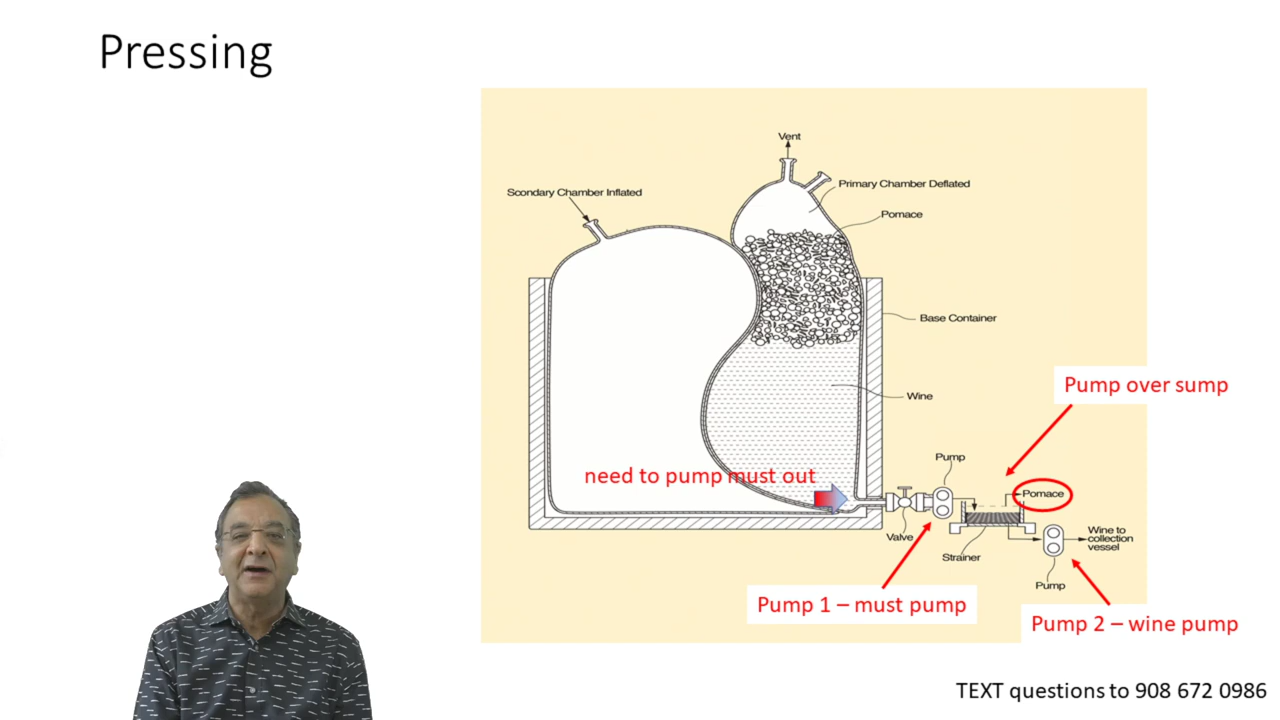 Pressing
Vent
Scondary Chamber Inflated
Primary Chamber Deflated
Pomace
Base Container
Pump over sump
Wine
Pump
need to pump must out
Pomace
Valve
Wine to
collection
vessel
Strainer
Pump
Pump 1 – must pump
Pump 2 – wine pump
TEXT questions to 908 672 0986